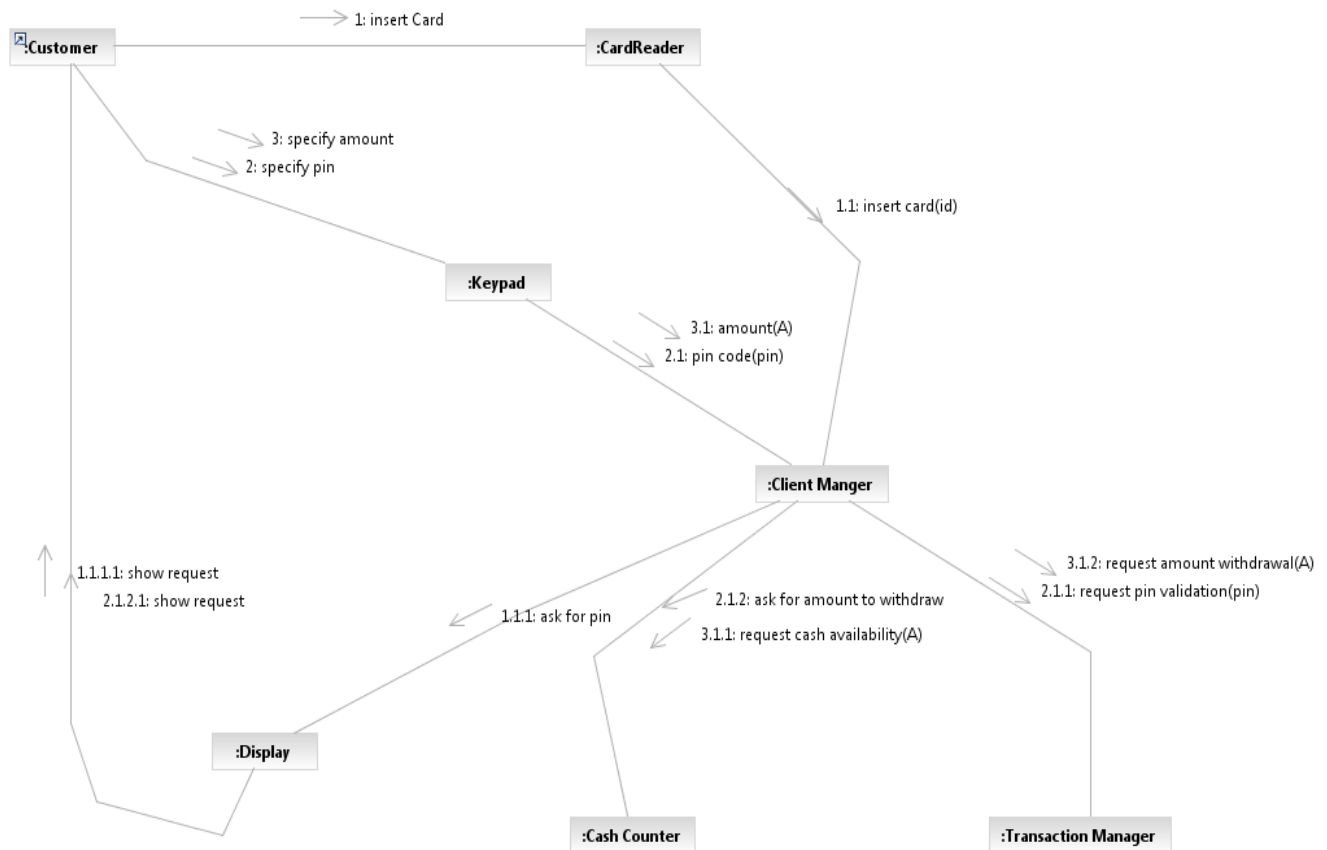 1: insert Card
:Customer
:CardReader
3: specify amount
2: specify pin
1.1: insert card(id)
:Keypad
3.1: amount(A)
2.1: pin code(pin)
:Client Manger
1.1.1.1: show request
2.1.2.1: show request
1.1.1: ask for pin
2.1.2: ask for amount to withdraw
3.1.1: request cash availability(A)
3.1.2: request amount withdrawal(A)
2.1.1: request pin validation(pin)
:Display
:Cash Counter
:Transaction Manager